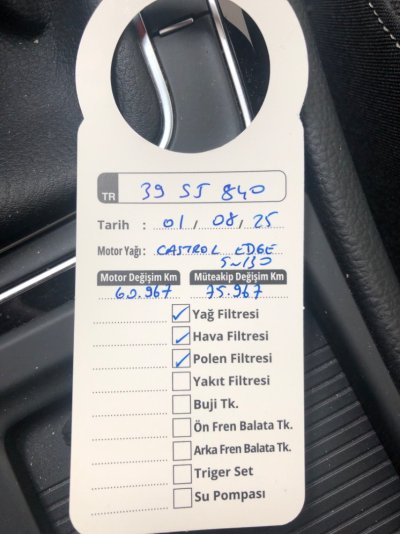 TR 39 SJ 840
Tarih : 01 / 08 / 25
Motor Yağı: CASTROL EDGE
5W30
Motor Değişim Km Müteakip Değişim Km
60.967 75.967
Yağ Filtresi
Hava Filtresi
Polen Filtresi
Yakıt Filtresi
Buji Tk.
Ön Fren Balata Tk.
Arka Fren Balata Tk.
Triger Set
Su Pompası